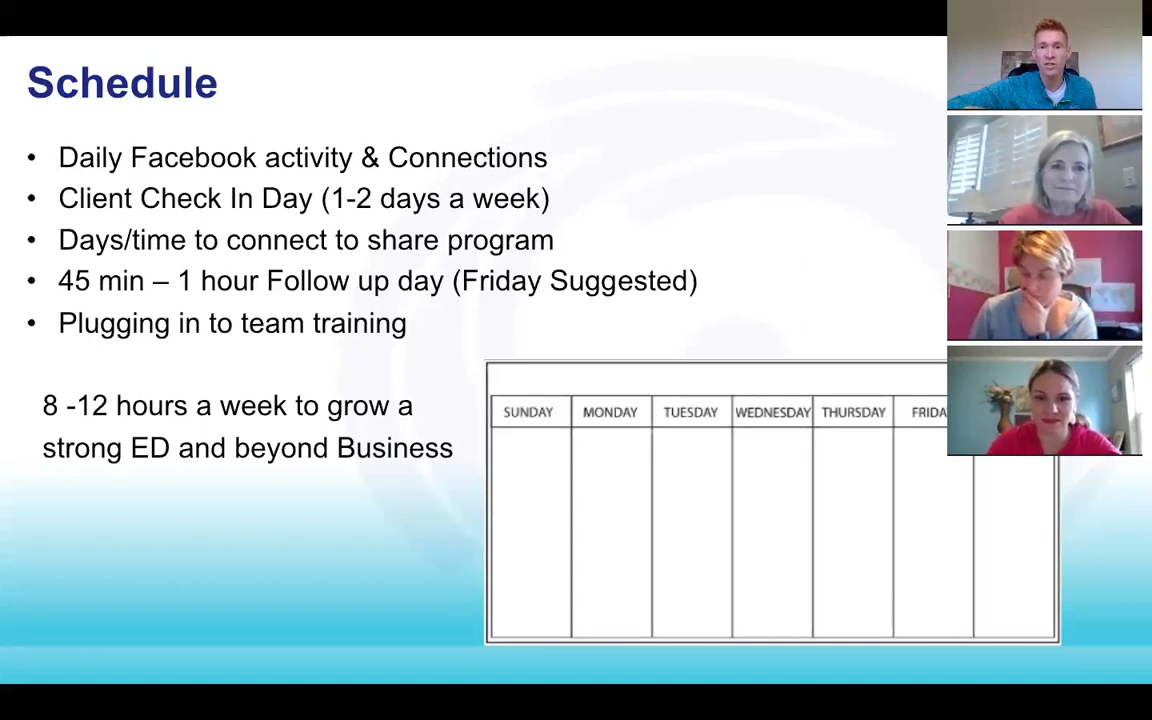 Schedule
• Daily Facebook activity & Connections
• Client Check In Day (1-2 days a week)
• Days/time to connect to share program
• 45 min – 1 hour Follow up day (Friday Suggested)
• Plugging in to team training
8 -12 hours a week to grow a
strong ED and beyond Business
SUNDAY MONDAY TUESDAY WEDNESDAY THURSDAY FRIDA